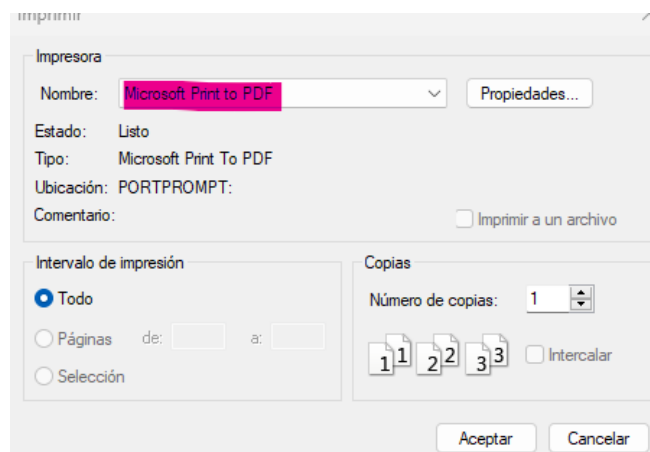 Imprimir
Impresora
Nombre: Microsoft Print to PDF Propiedades...
Estado: Listo
Tipo: Microsoft Print To PDF
Ubicación: PORTPROMPT:
Comentario: Imprimir a un archivo
Intervalo de impresión Copias
Todo Número de copias: 1
Páginas de: a:
1 1 2 2 3 3 Intercalar
Selección
Aceptar Cancelar